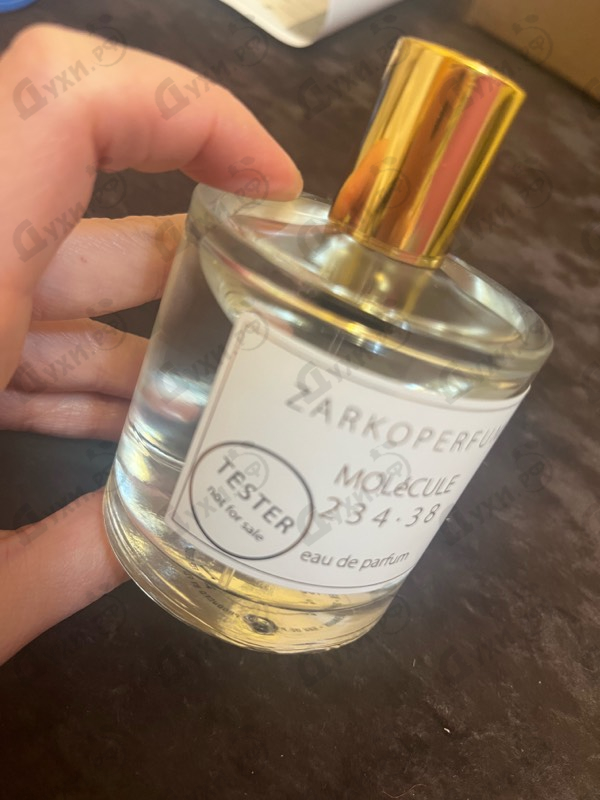 ZARKOPERFU
MOLéCULE
234·38
eau de parfum
TESTER
not for sale
Духи.рф